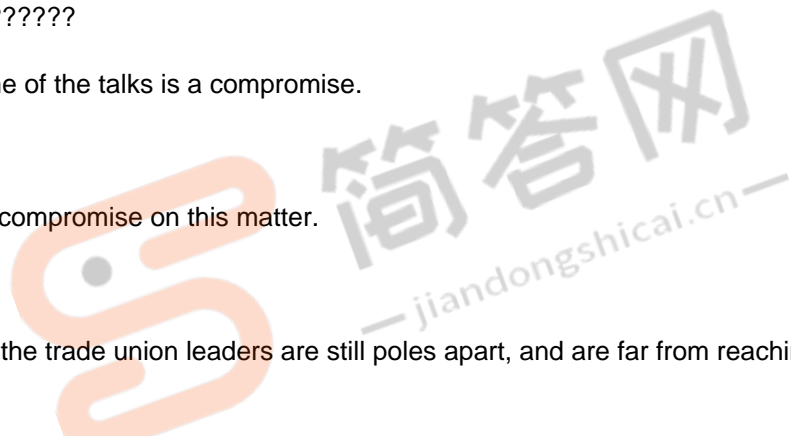 ??????
e of the talks is a compromise.
compromise on this matter.
the trade union leaders are still poles apart, and are far from reachi
简答网
jiandongshicai.cn